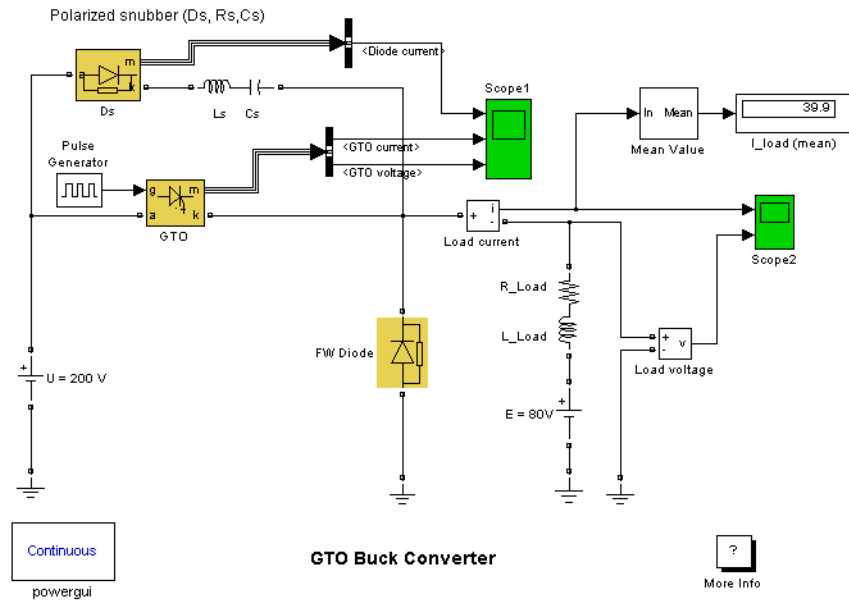 Polarized snubber (Ds, Rs,Cs)
m
a
k
Ds
<Diode current>
Ls
Cs
Scope1
Pulse
Generator
<GTO current>
<GTO voltage>
g
m
a
k
GTO
In
Mean
Mean Value
39.9
I_load (mean)
+
i
-
Load current
Scope2
R_Load
L_Load
FW Diode
+
-
v
Load voltage
+
U = 200 V
+
E = 80V
Continuous
powergui
GTO Buck Converter
?
More Info